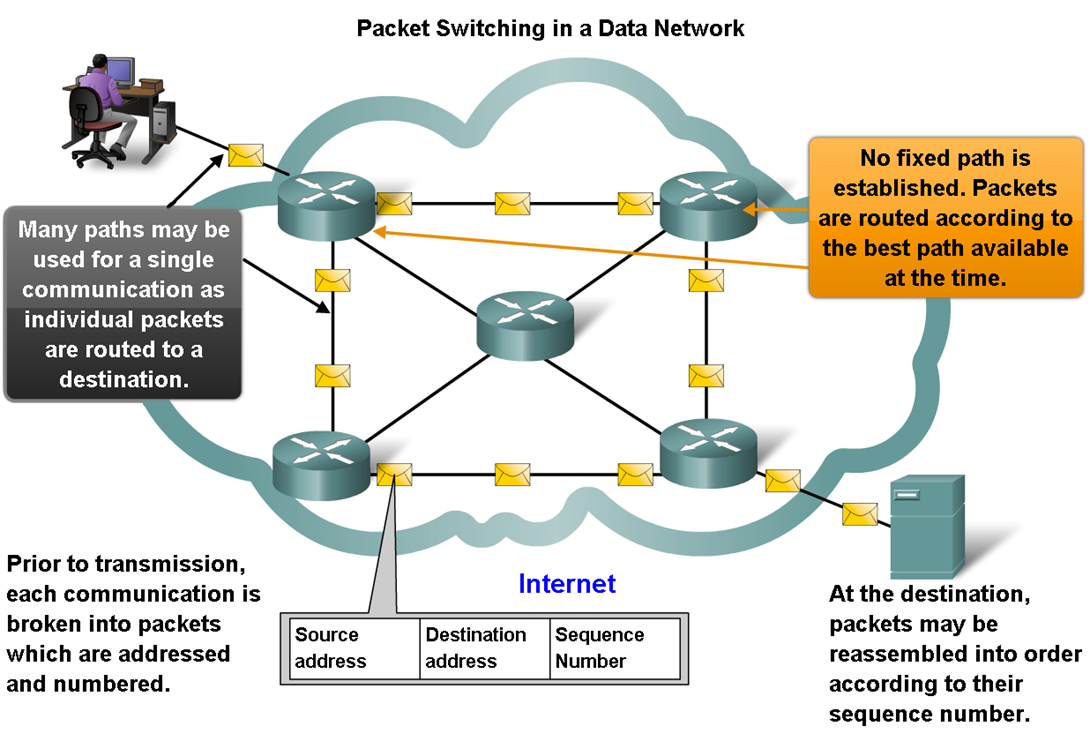 Packet Switching in a Data Network
Many paths may be
used for a single
communication as
individual packets
are routed to a
destination.
No fixed path is
established. Packets
are routed according to
the best path available
at the time.
Prior to transmission,
each communication is
broken into packets
which are addressed
and numbered.
Internet
Source
address
Destination
address
Sequence
Number
At the destination,
packets may be
reassembled into order
according to their
sequence number.